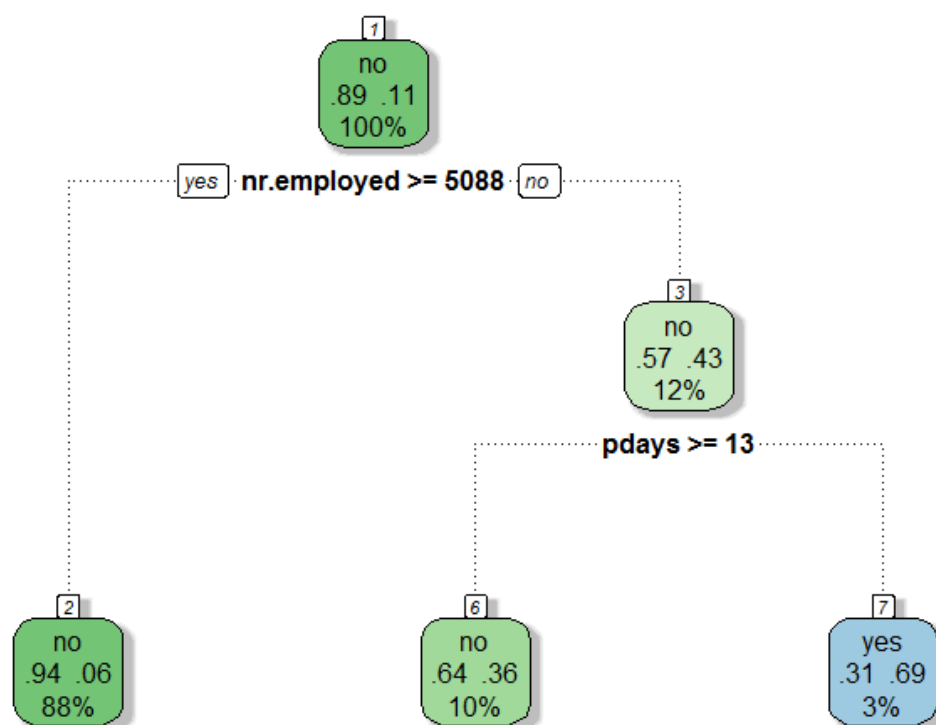 1
no
.89 .11
100%
yes nr.employed >= 5088 no
3
no
.57 .43
12%
pdays >= 13
2
no
.94 .06
88%
6
no
.64 .36
10%
7
yes
.31 .69
3%